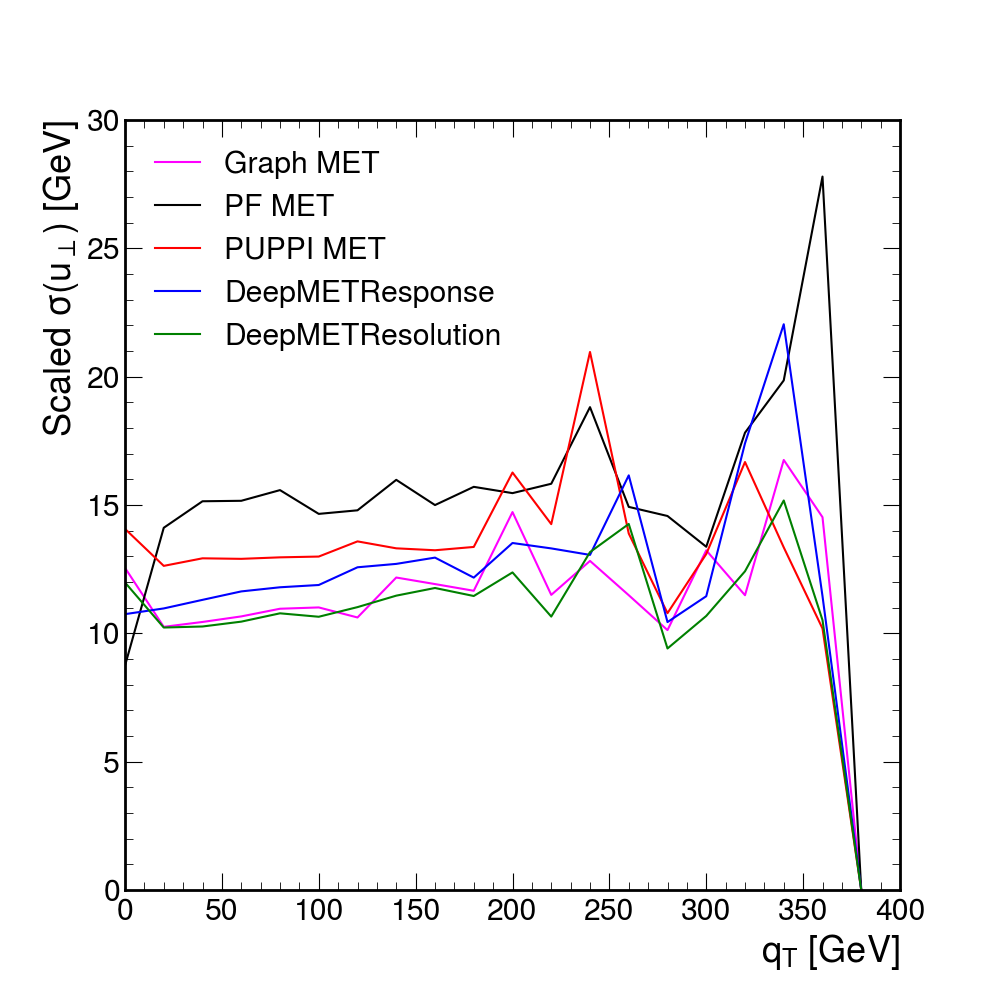 Scaled σ(u⊥) [GeV]
30
25
20
15
10
5
0
Graph MET
PF MET
PUPPI MET
DeepMETResponse
DeepMETResolution
0 50 100 150 200 250 300 350 400
qT [GeV]